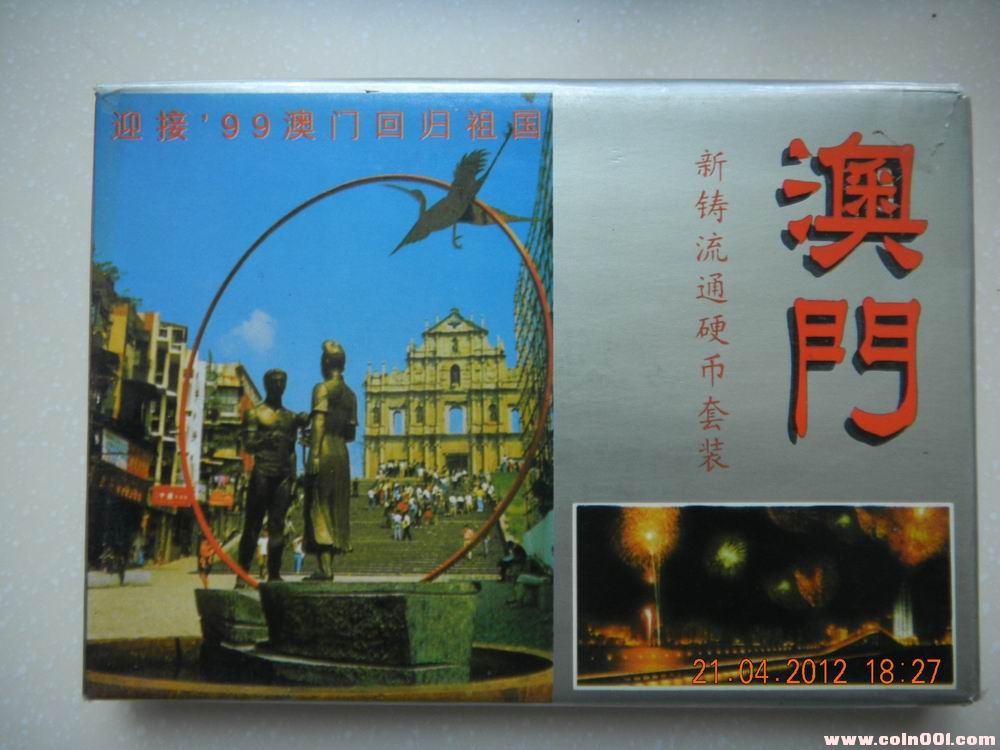 迎接’99澳门回归祖国
澳門
新铸流通硬币套装
21.04.2012 18:27
www.coin001.com